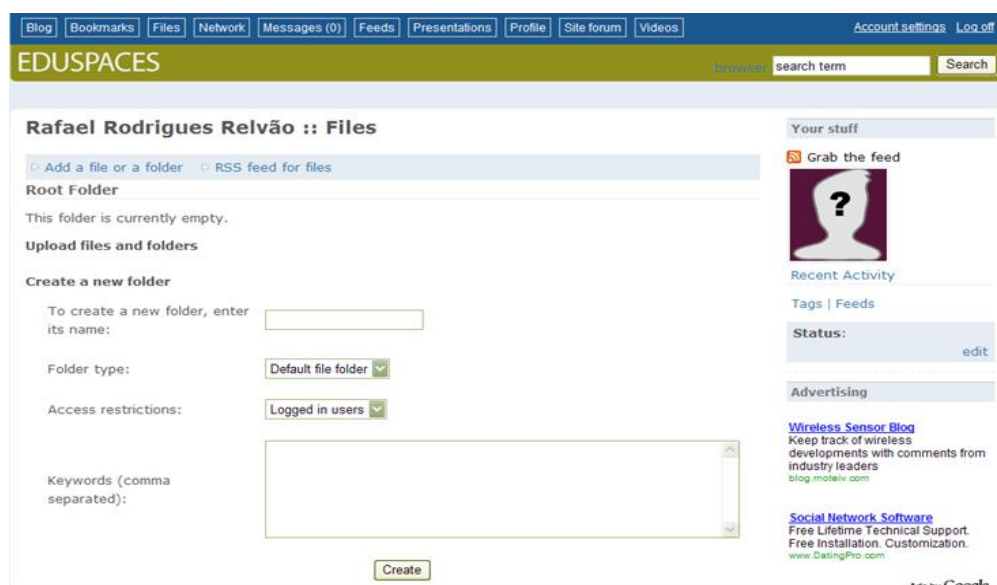 Blog Bookmarks Files Network Messages (0) Feeds Presentations Profile Site forum Videos Account settings Log off
EDUSPACES browser search term Search
Rafael Rodrigues Relvão :: Files
Add a file or a folder RSS feed for files
Root Folder
This folder is currently empty.
Upload files and folders
Create a new folder
To create a new folder, enter
its name:
Folder type: Default file folder
Access restrictions: Logged in users
Keywords (comma
separated):
Create
Your stuff
Grab the feed
?
Recent Activity
Tags | Feeds
Status:
edit
Advertising
Wireless Sensor Blog
Keep track of wireless
developments with comments from
industry leaders
blog.moteiv.com
Social Network Software
Free Lifetime Technical Support.
Free Installation. Customization.
www.DatingPro.com
Google